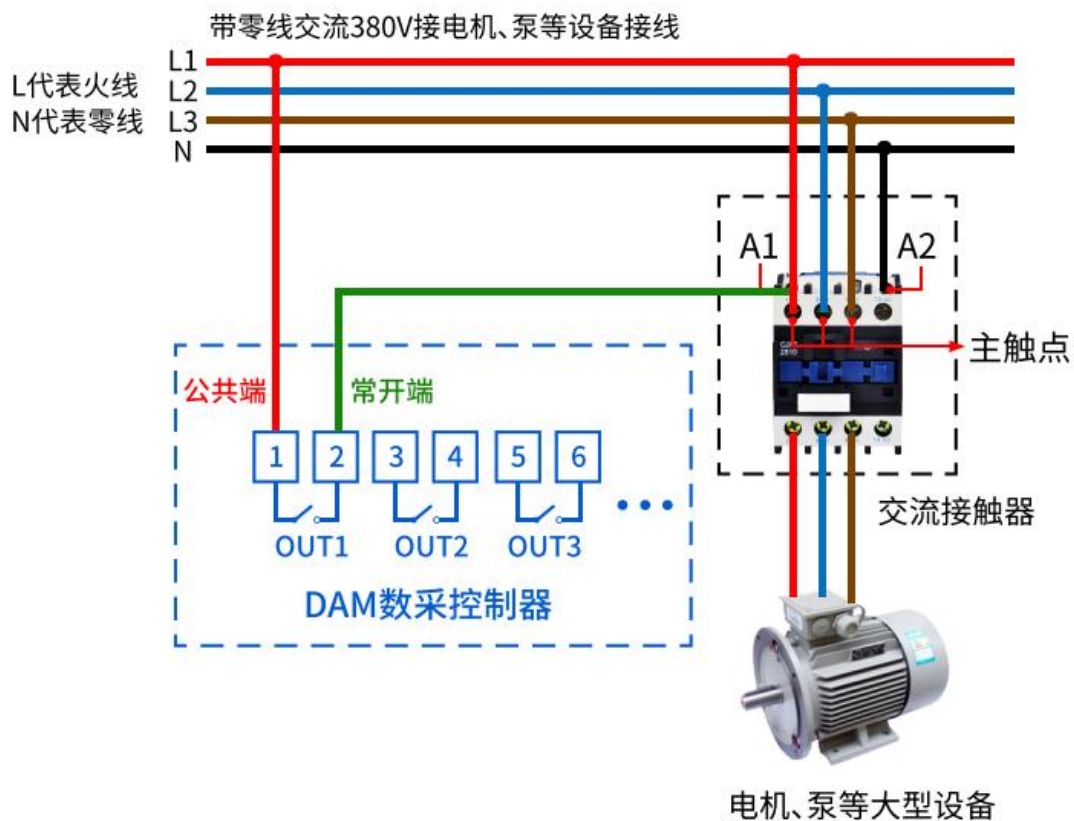 带零线交流380V接电机、泵等设备接线
L1
L代表火线
L2
N代表零线
L3
N
A1
A2
主触点
公共端
常开端
1 2 3 4 5 6
OUT1 OUT2 OUT3
交流接触器
DAM数采控制器
电机、泵等大型设备